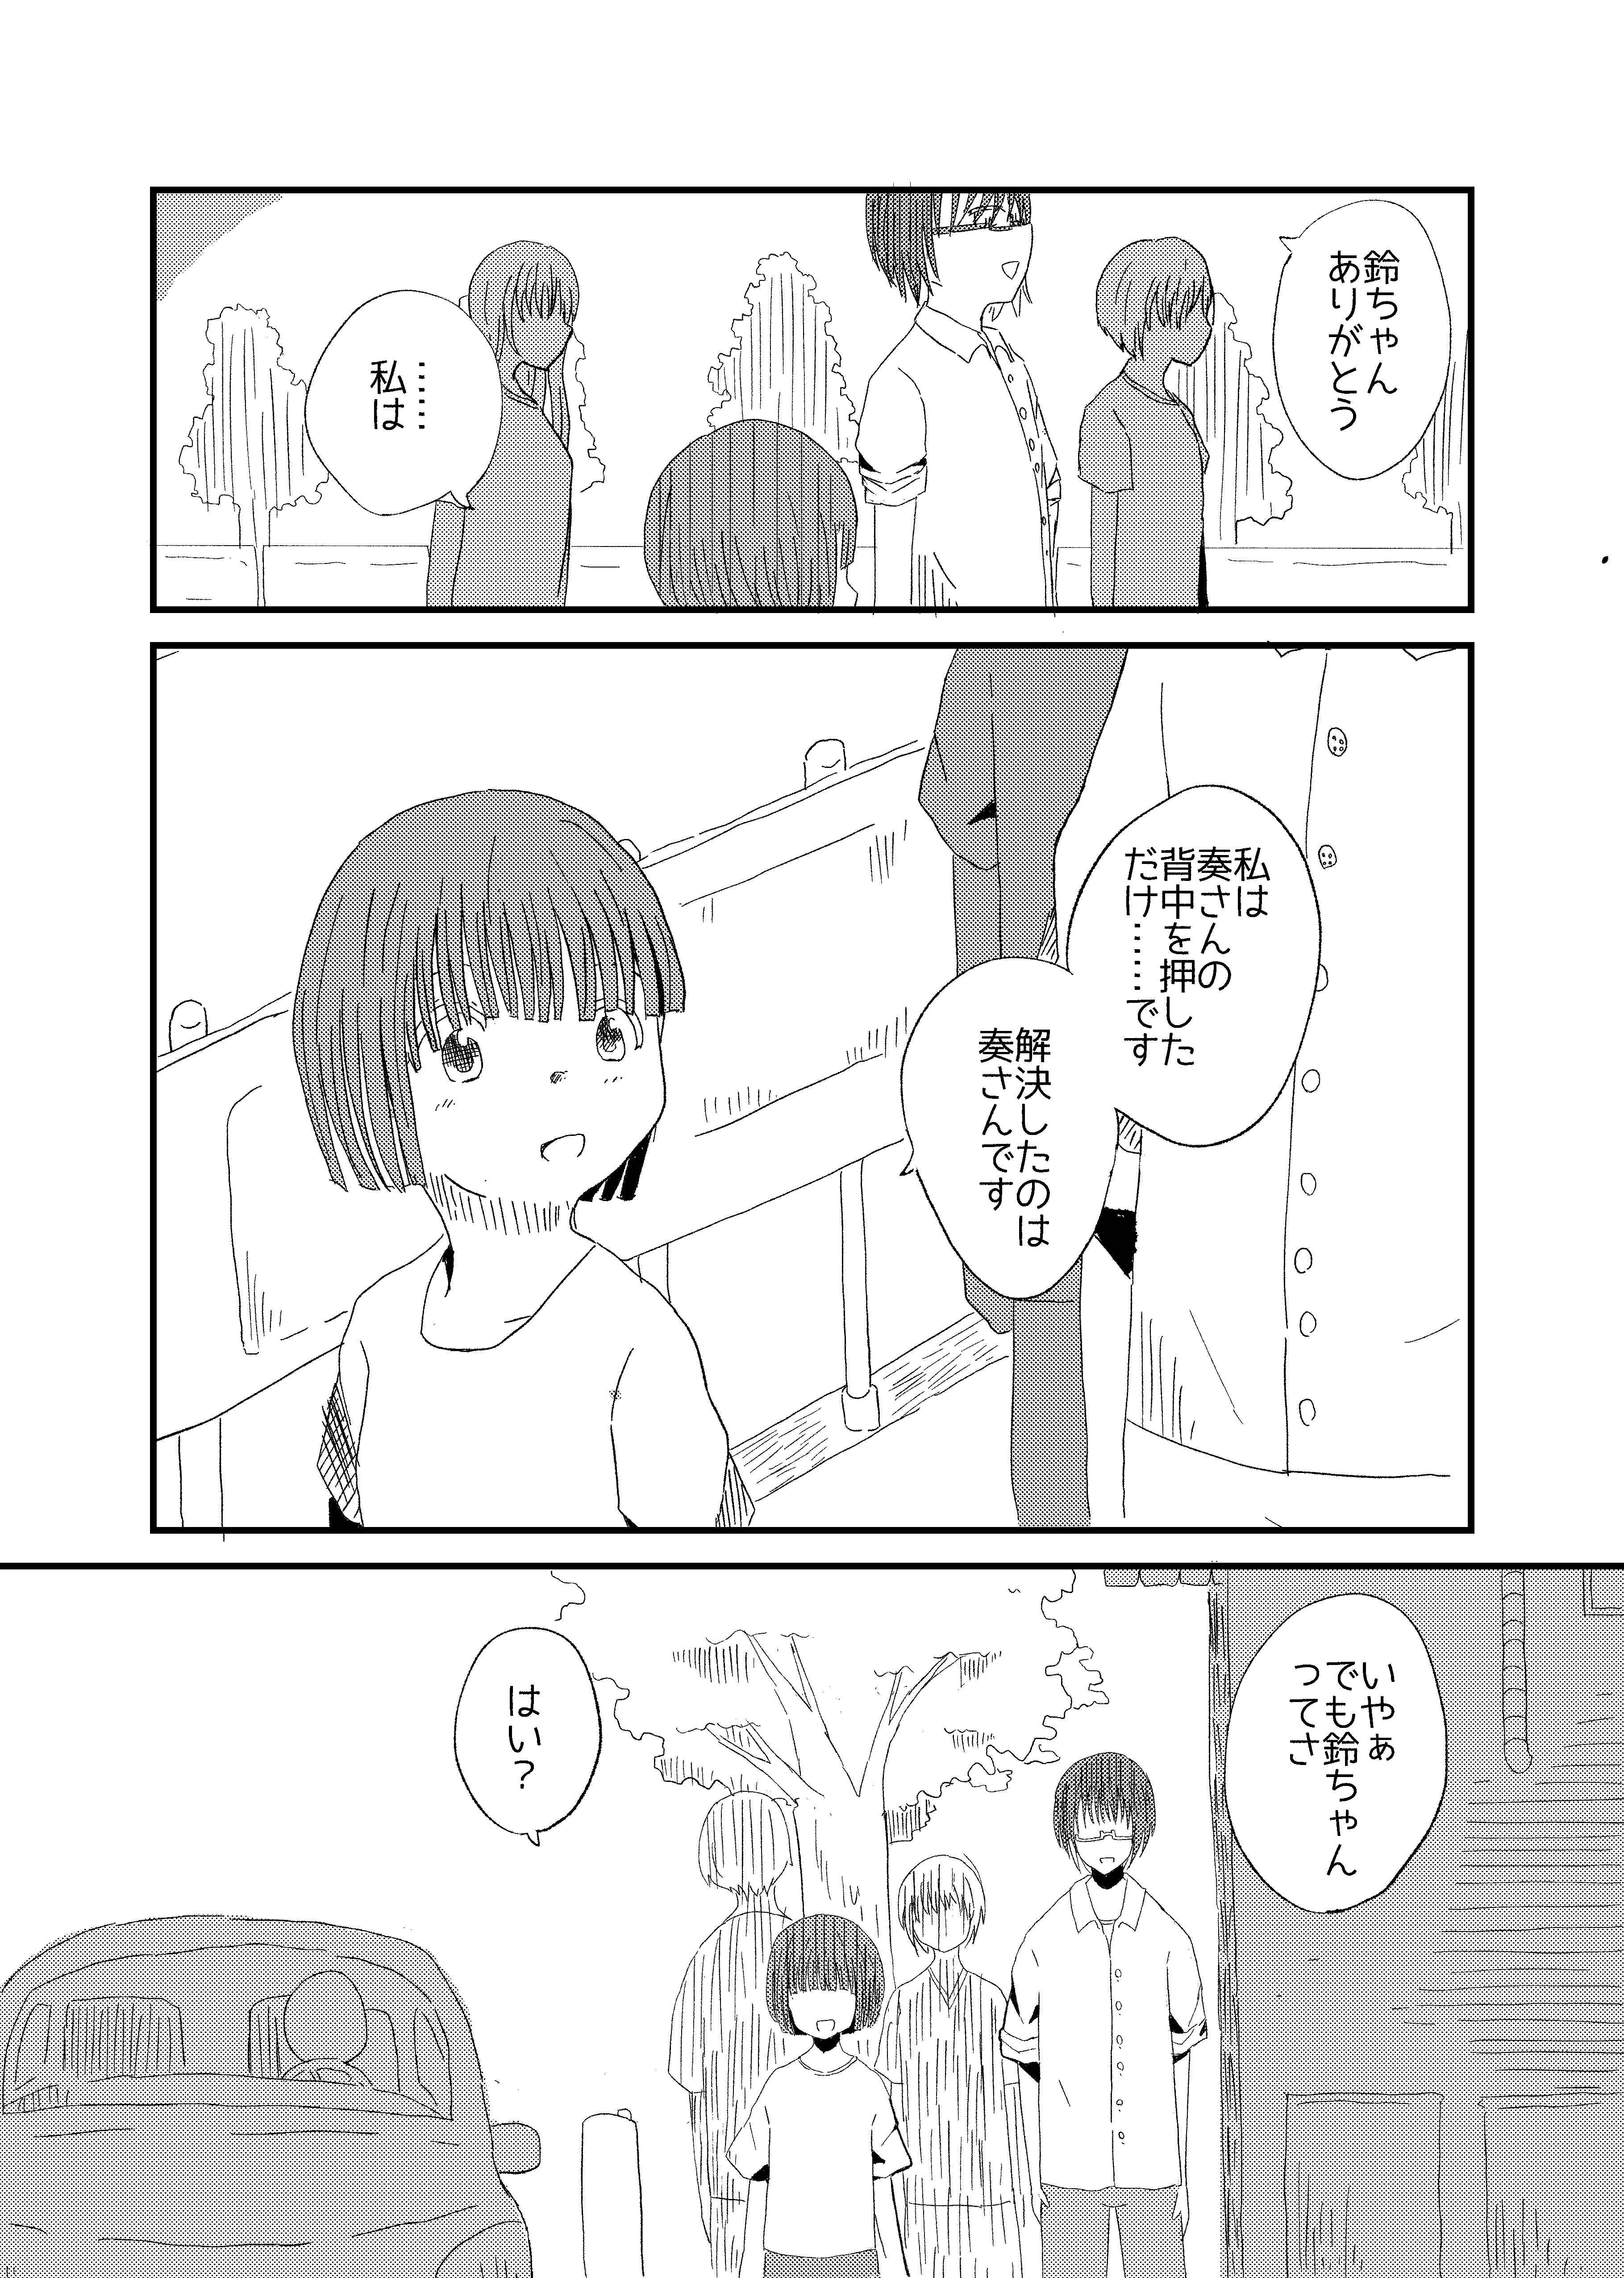 鈴ちゃん
ありがとう
……
私は
私は
奏さんの
背中を押した
だけ……です
解決したのは
奏さんです
いやぁ
でも鈴ちゃん
ってさ
はい？